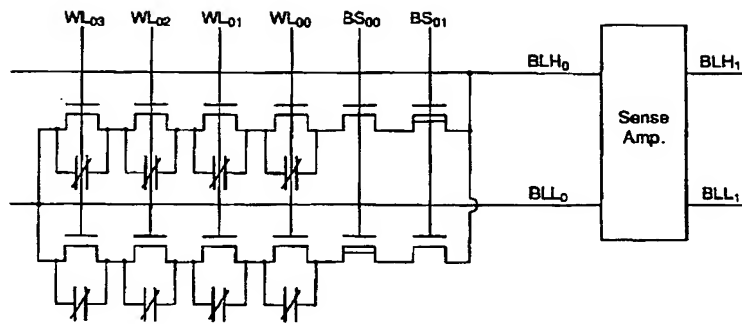 WL03 WL02 WL01 WL00 BS00 BS01
BLH0 BLH1
Sense
Amp.
BLL0 BLL1